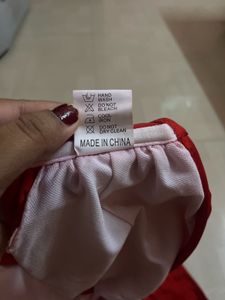 HAND
WASH
DO NOT
BLEACH
COOL
IRON
DO NOT
DRY CLEAN
MADE IN CHINA